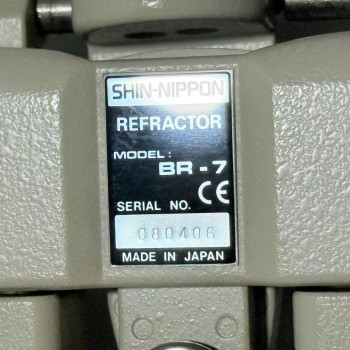 SHIN-NIPPON
REFRACTOR
MODEL: BR-7
SERIAL NO. CE
080406
MADE IN JAPAN